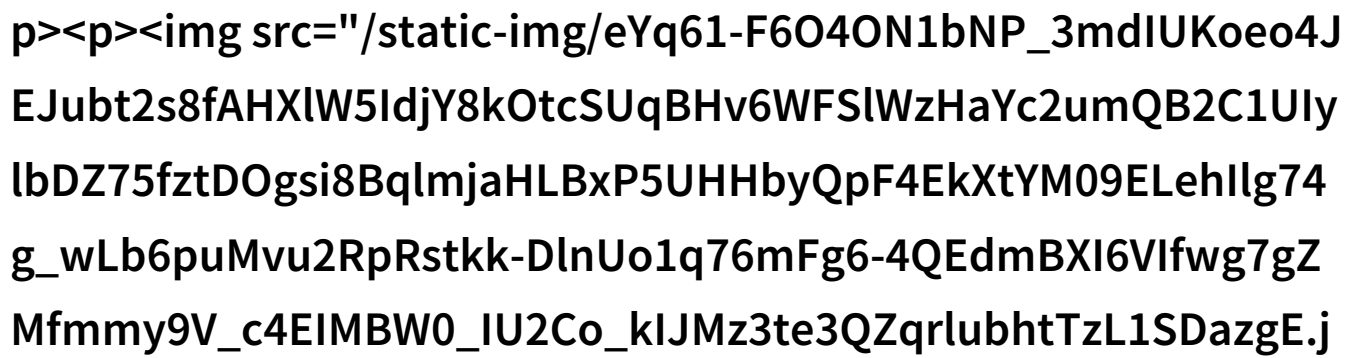 p><p><img src="/static-img/eYq61-F6O4ON1bNP_3mdIUKoeo4J
EJubt2s8fAHXlW5IdjY8kOtcSUqBHv6WFSlWzHaYc2umQB2C1UIy
lbDZ75fztDOgsi8BqlmjaHLBxP5UHHbyQpF4EkXtYM09ELehIlg74
g_wLb6puMvu2RpRstkk-DlnUo1q76mFg6-4QEdmBXI6VIfwg7gZ
Mfmmy9V_c4EIMBW0_IU2Co_kIJMz3te3QZqrlubhtTzL1SDazgE.j